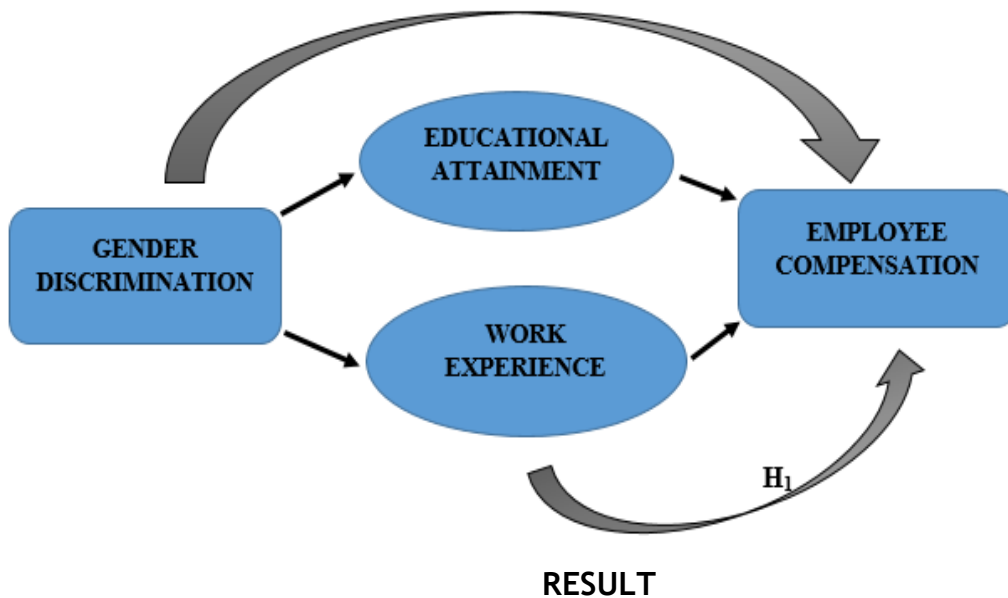 EDUCATIONAL
ATTAINMENT
GENDER
DISCRIMINATION
EMPLOYEE
COMPENSATION
WORK
EXPERIENCE
H₁
RESULT